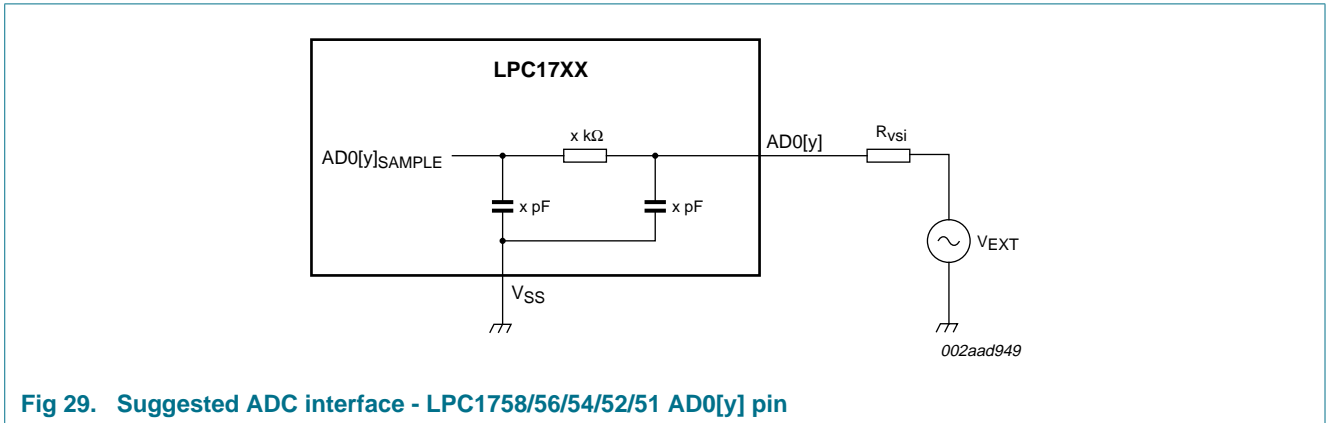 LPC17XX
x kΩ
AD0[y]
Rvsi
AD0[y]SAMPLE
x pF
x pF
VEXT
VSS
002aad949
Fig 29. Suggested ADC interface - LPC1758/56/54/52/51 AD0[y] pin